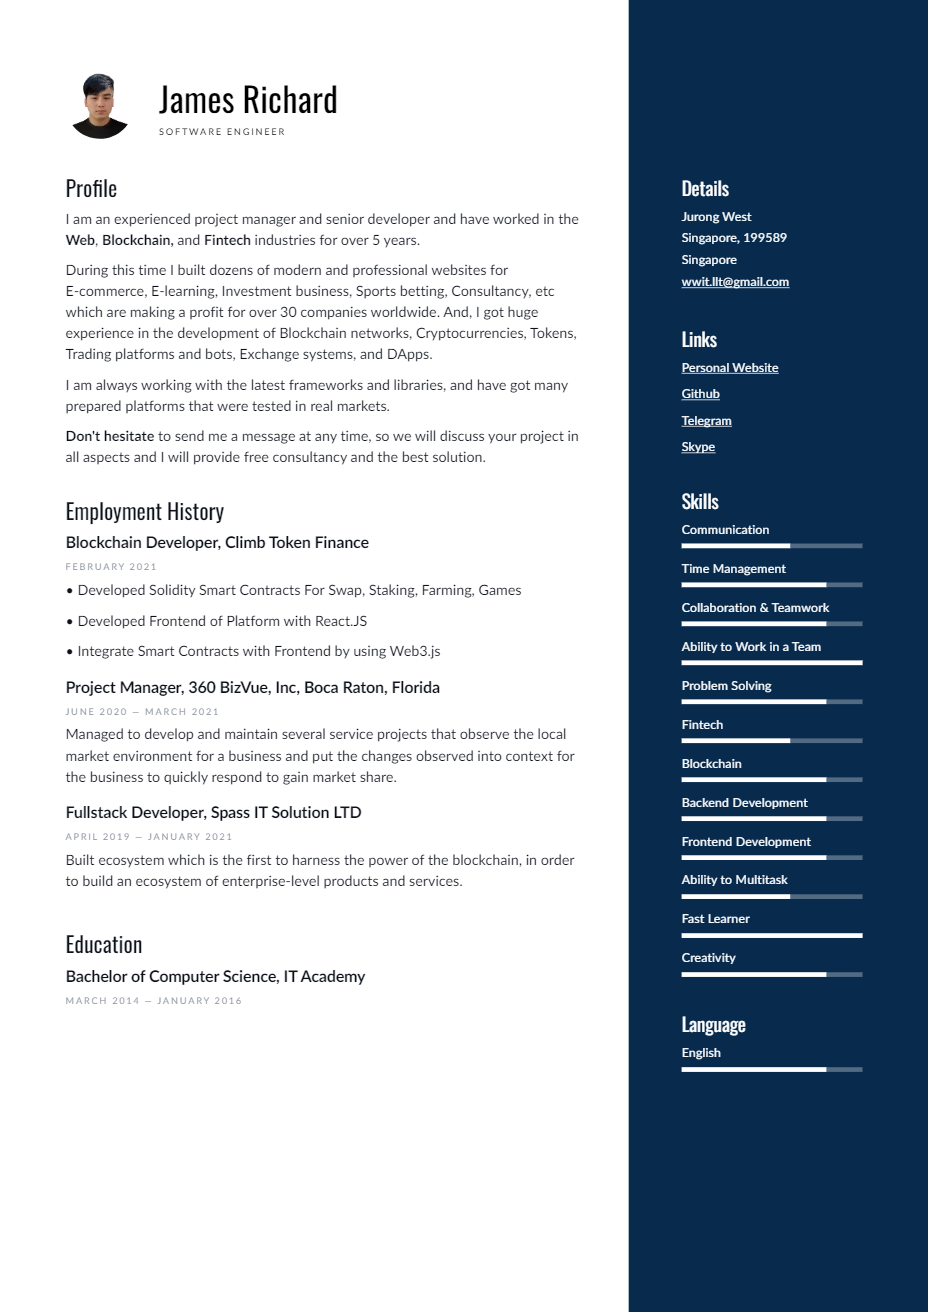 James Richard
SOFTWARE ENGINEER
Profile
I am an experienced project manager and senior developer and have worked in the
Web, Blockchain, and Fintech industries for over 5 years.
During this time I built dozens of modern and professional websites for
E-commerce, E-learning, Investment business, Sports betting, Consultancy, etc
which are making a profit for over 30 companies worldwide. And, I got huge
experience in the development of Blockchain networks, Cryptocurrencies, Tokens,
Trading platforms and bots, Exchange systems, and DApps.
I am always working with the latest frameworks and libraries, and have got many
prepared platforms that were tested in real markets.
Don't hesitate to send me a message at any time, so we will discuss your project in
all aspects and I will provide free consultancy and the best solution.
Employment History
Blockchain Developer, Climb Token Finance
FEBRUARY 2021
• Developed Solidity Smart Contracts For Swap, Staking, Farming, Games
• Developed Frontend of Platform with React.JS
• Integrate Smart Contracts with Frontend by using Web3.js
Project Manager, 360 BizVue, Inc, Boca Raton, Florida
JUNE 2020 — MARCH 2021
Managed to develop and maintain several service projects that observe the local
market environment for a business and put the changes observed into context for
the business to quickly respond to gain market share.
Fullstack Developer, Spass IT Solution LTD
APRIL 2019 — JANUARY 2021
Built ecosystem which is the first to harness the power of the blockchain, in order
to build an ecosystem of enterprise-level products and services.
Education
Bachelor of Computer Science, IT Academy
MARCH 2014 — JANUARY 2016
Details
Jurong West
Singapore, 199589
Singapore
wwit.llt@gmail.com
Links
Personal Website
Github
Telegram
Skype
Skills
Communication
Time Management
Collaboration & Teamwork
Ability to Work in a Team
Problem Solving
Fintech
Blockchain
Backend Development
Frontend Development
Ability to Multitask
Fast Learner
Creativity
Language
English